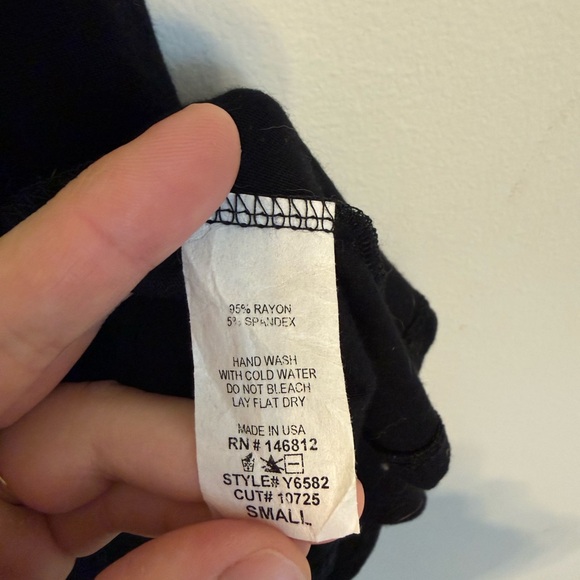 95% RAYON
5% SPANDEX
HAND WASH
WITH COLD WATER
DO NOT BLEACH
LAY FLAT DRY
MADE IN USA
RN # 146812
STYLE# Y6582
CUT# 10725
SMALL